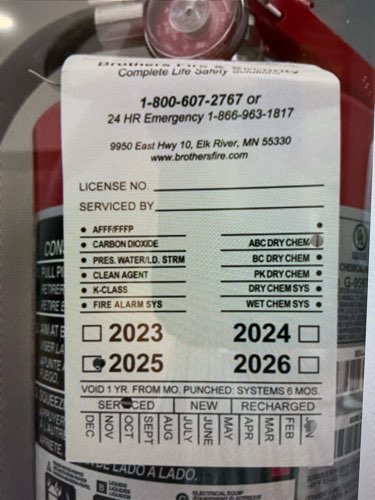 Brothers Fire & Security
Complete Life Safety Solutions
1-800-607-2767 or
24 HR Emergency 1-866-963-1817
9950 East Hwy 10, Elk River, MN 55330
www.brothersfire.com
LICENSE NO.
SERVICED BY
• AFFF/FFFP
• CARBON DIOXIDE ABC DRY CHEM
• PRES. WATER/LD. STRM BC DRY CHEM •
• CLEAN AGENT PK DRY CHEM •
• K-CLASS DRY CHEM SYS •
• FIRE ALARM SYS WET CHEM SYS •
2023 2024
2025 2026
VOID 1 YR. FROM MO. PUNCHED: SYSTEMS 6 MOS.
SERVICED NEW RECHARGED
DEC NOV OCT SEPT AUG JULY JUNE MAY APR MAR FEB JAN
DE LADO A LADO.